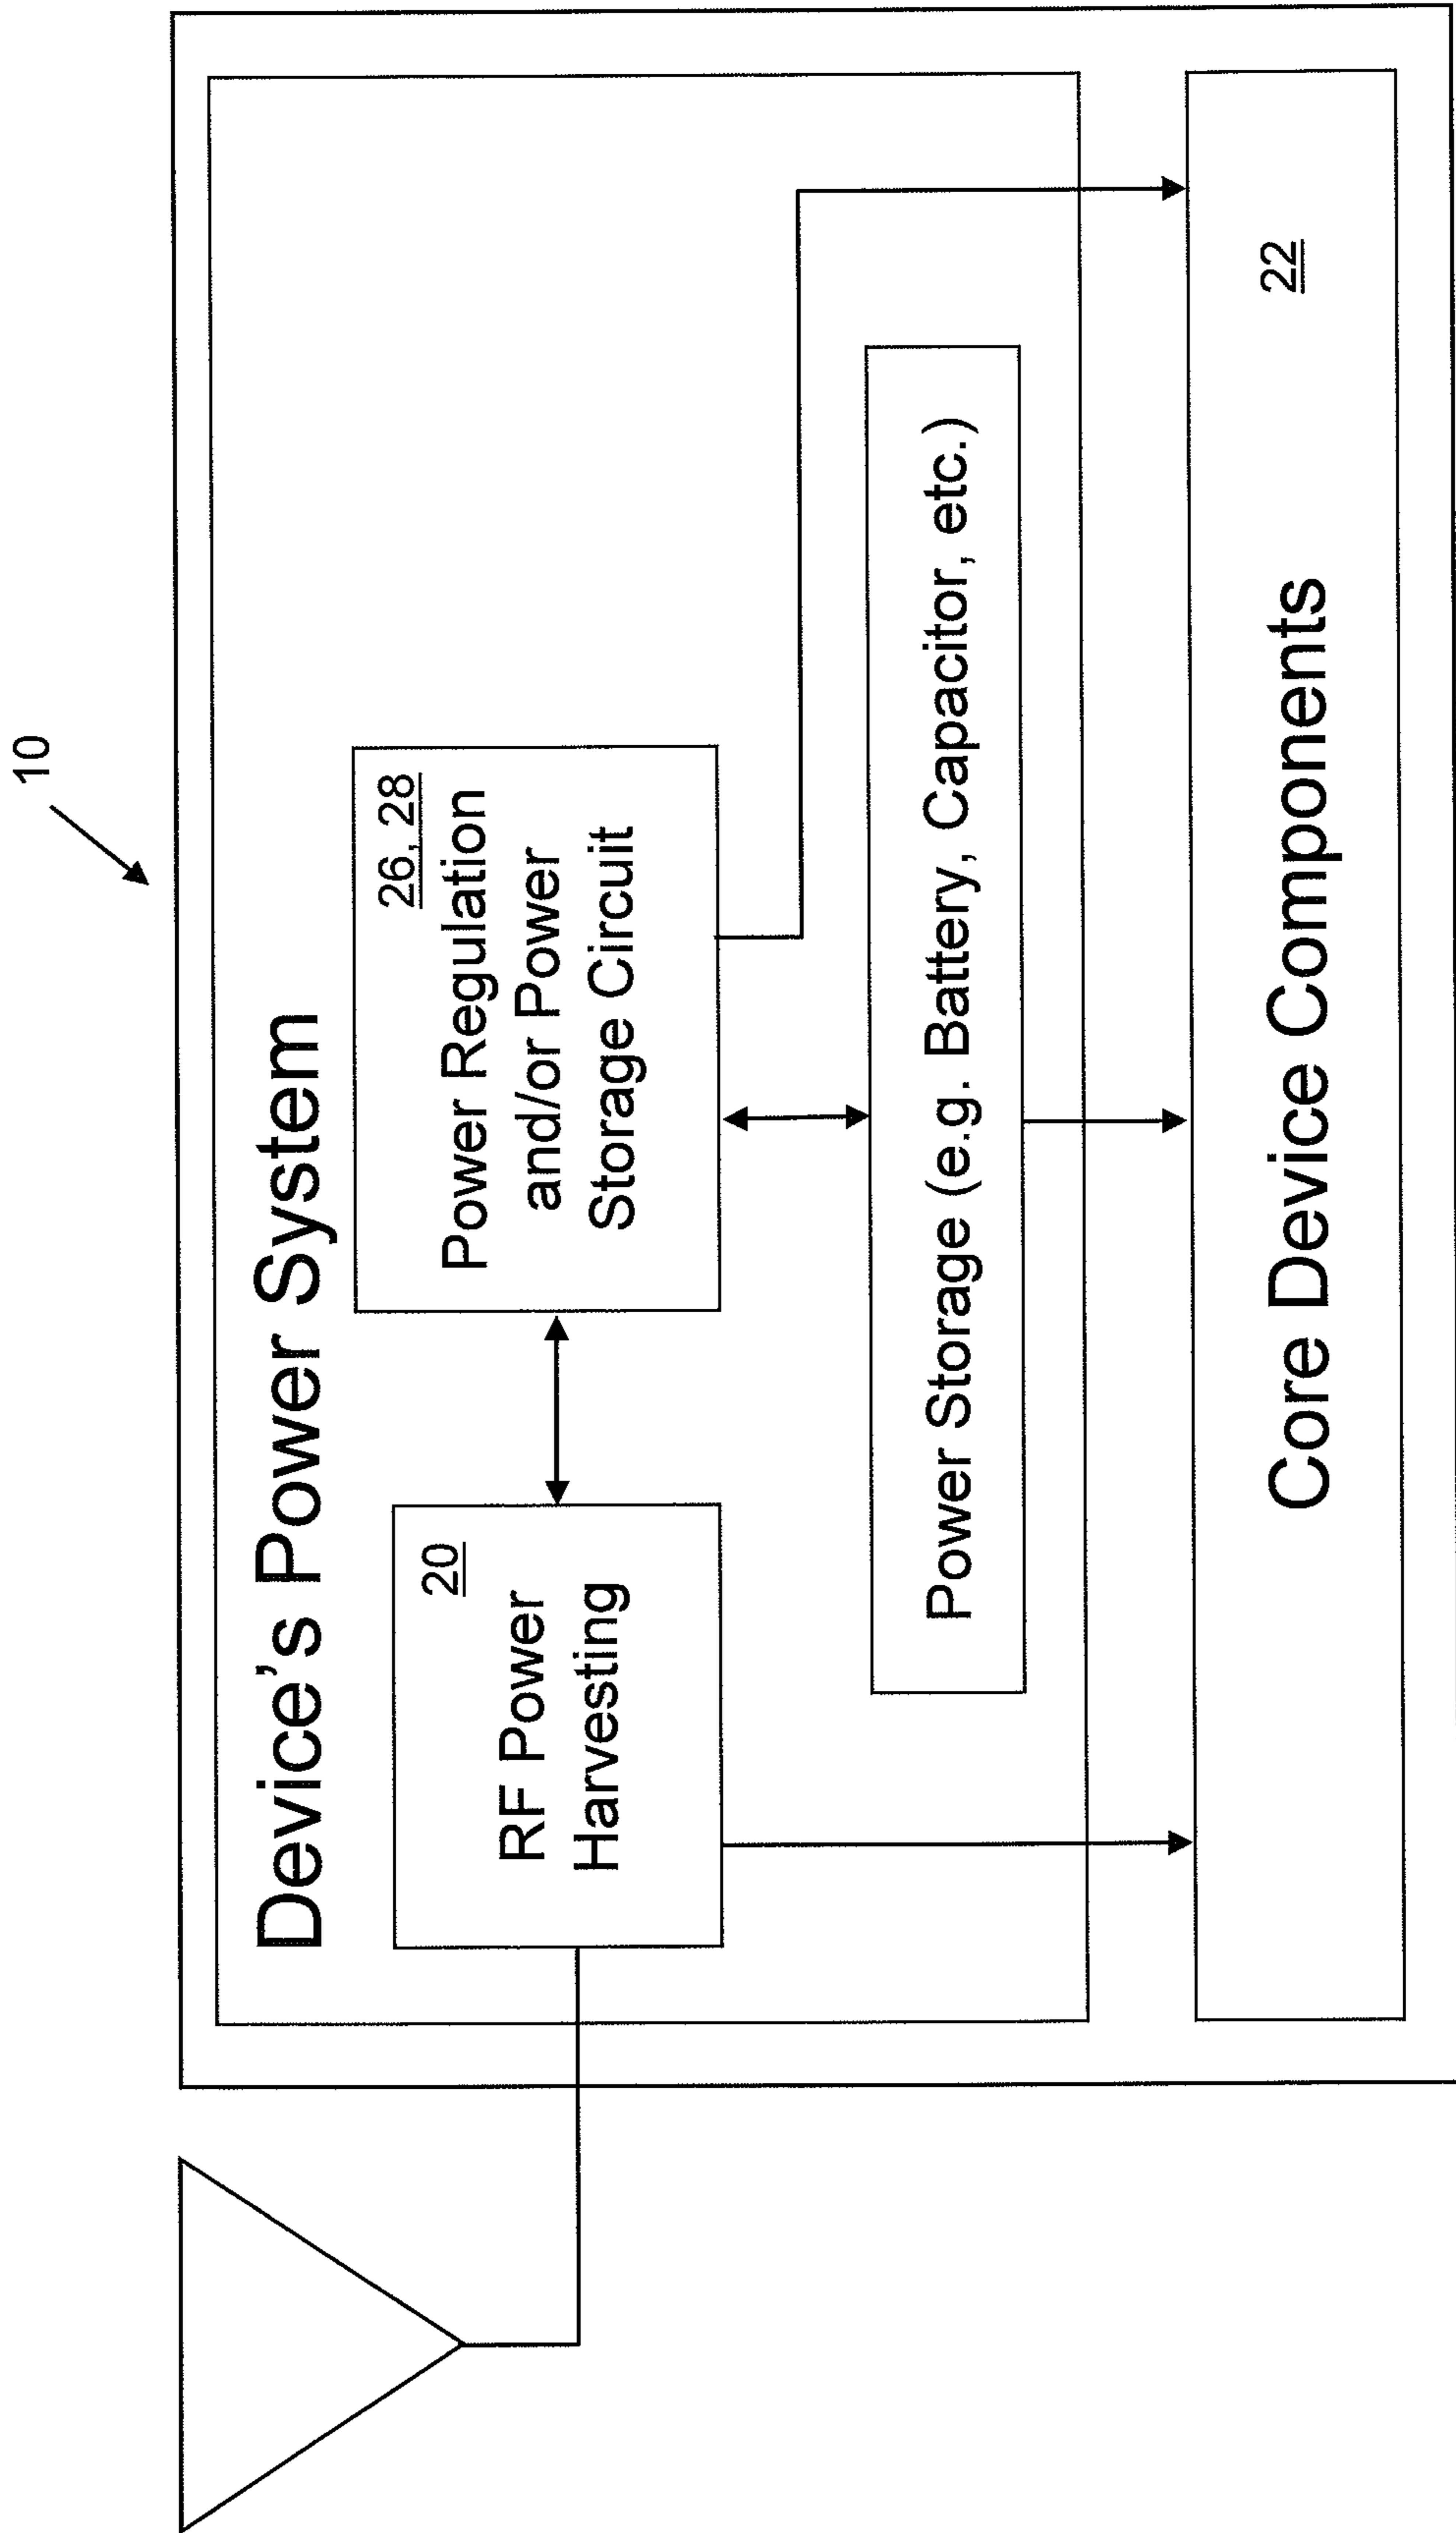 10
Device's Power System
20
RF Power
Harvesting
26, 28
Power Regulation
and/or Power
Storage Circuit
Power Storage (e.g. Battery, Capacitor, etc.)
Core Device Components
22